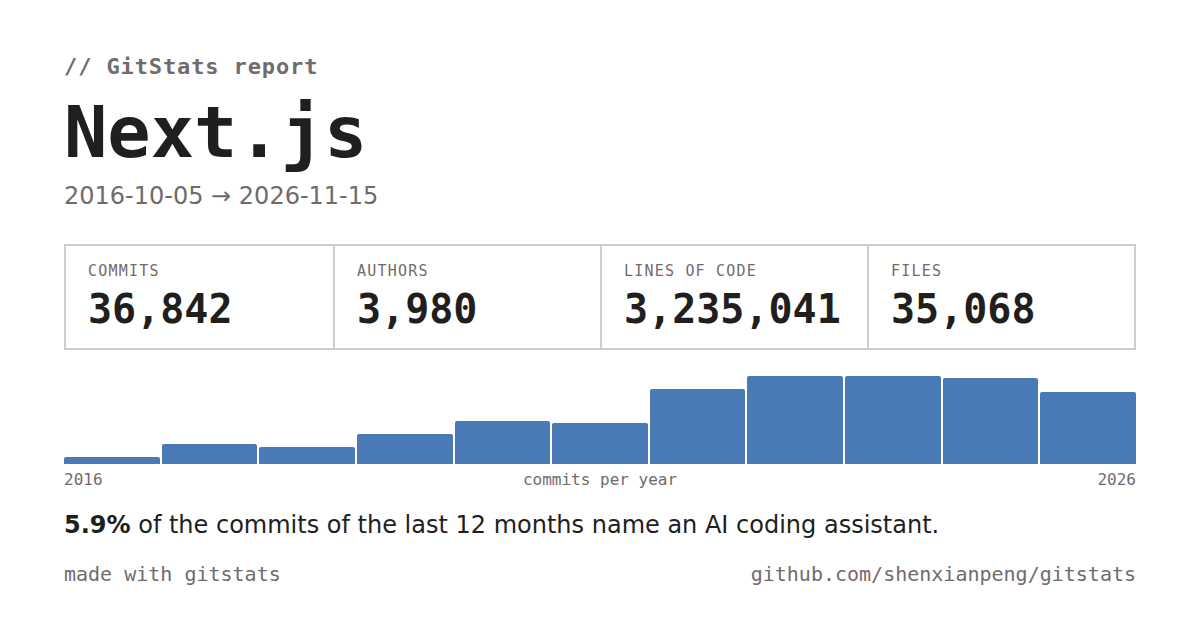 // GitStats report
Next.js
2016-10-05 → 2026-11-15
COMMITS AUTHORS LINES OF CODE FILES
36,842 3,980 3,235,041 35,068
2016 commits per year 2026
5.9% of the commits of the last 12 months name an AI coding assistant.
made with gitstats github.com/shenxianpeng/gitstats